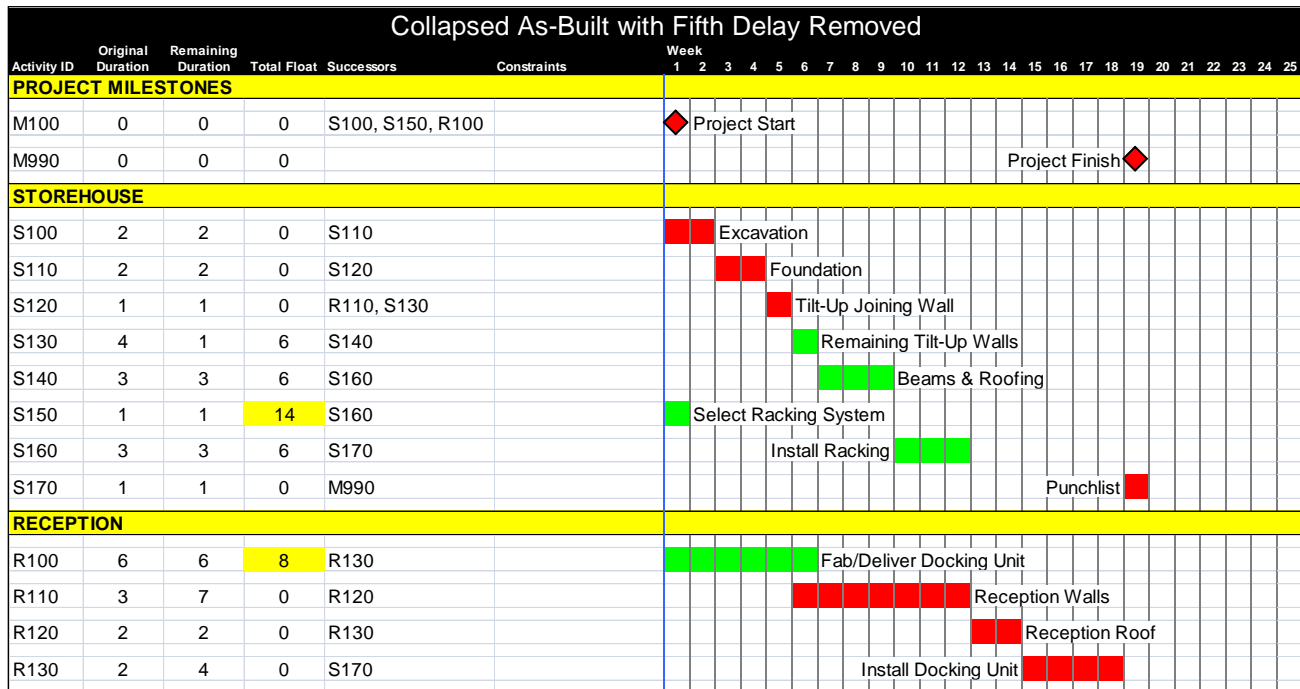 Collapsed As-Built with Fifth Delay Removed
Original Remaining Week
Activity ID Duration Duration Total Float Successors Constraints 1 2 3 4 5 6 7 8 9 10 11 12 13 14 15 16 17 18 19 20 21 22 23 24 25
PROJECT MILESTONES
M100 0 0 0 S100, S150, R100 Project Start
M990 0 0 0 Project Finish
STOREHOUSE
S100 2 2 0 S110 Excavation
S110 2 2 0 S120 Foundation
S120 1 1 0 R110, S130 Tilt-Up Joining Wall
S130 4 1 6 S140 Remaining Tilt-Up Walls
S140 3 3 6 S160 Beams & Roofing
S150 1 1 14 S160 Select Racking System
S160 3 3 6 S170 Install Racking
S170 1 1 0 M990 Punchlist
RECEPTION
R100 6 6 8 R130 Fab/Deliver Docking Unit
R110 3 7 0 R120 Reception Walls
R120 2 2 0 R130 Reception Roof
R130 2 4 0 S170 Install Docking Unit